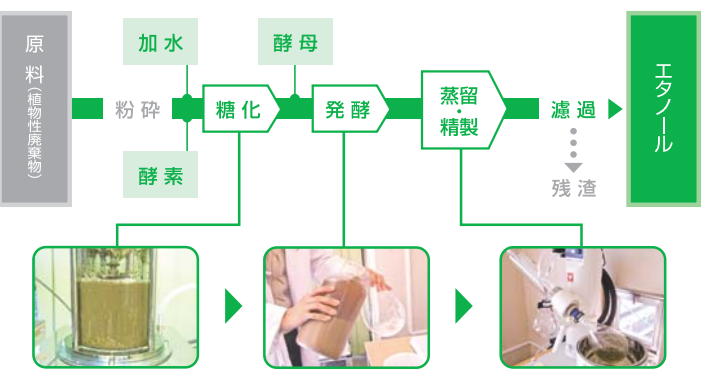 原料(植物性廃棄物)
加水
酵母
粉砕
糖化
発酵
蒸留・
精製
濾過
エタノール
酵素
残渣